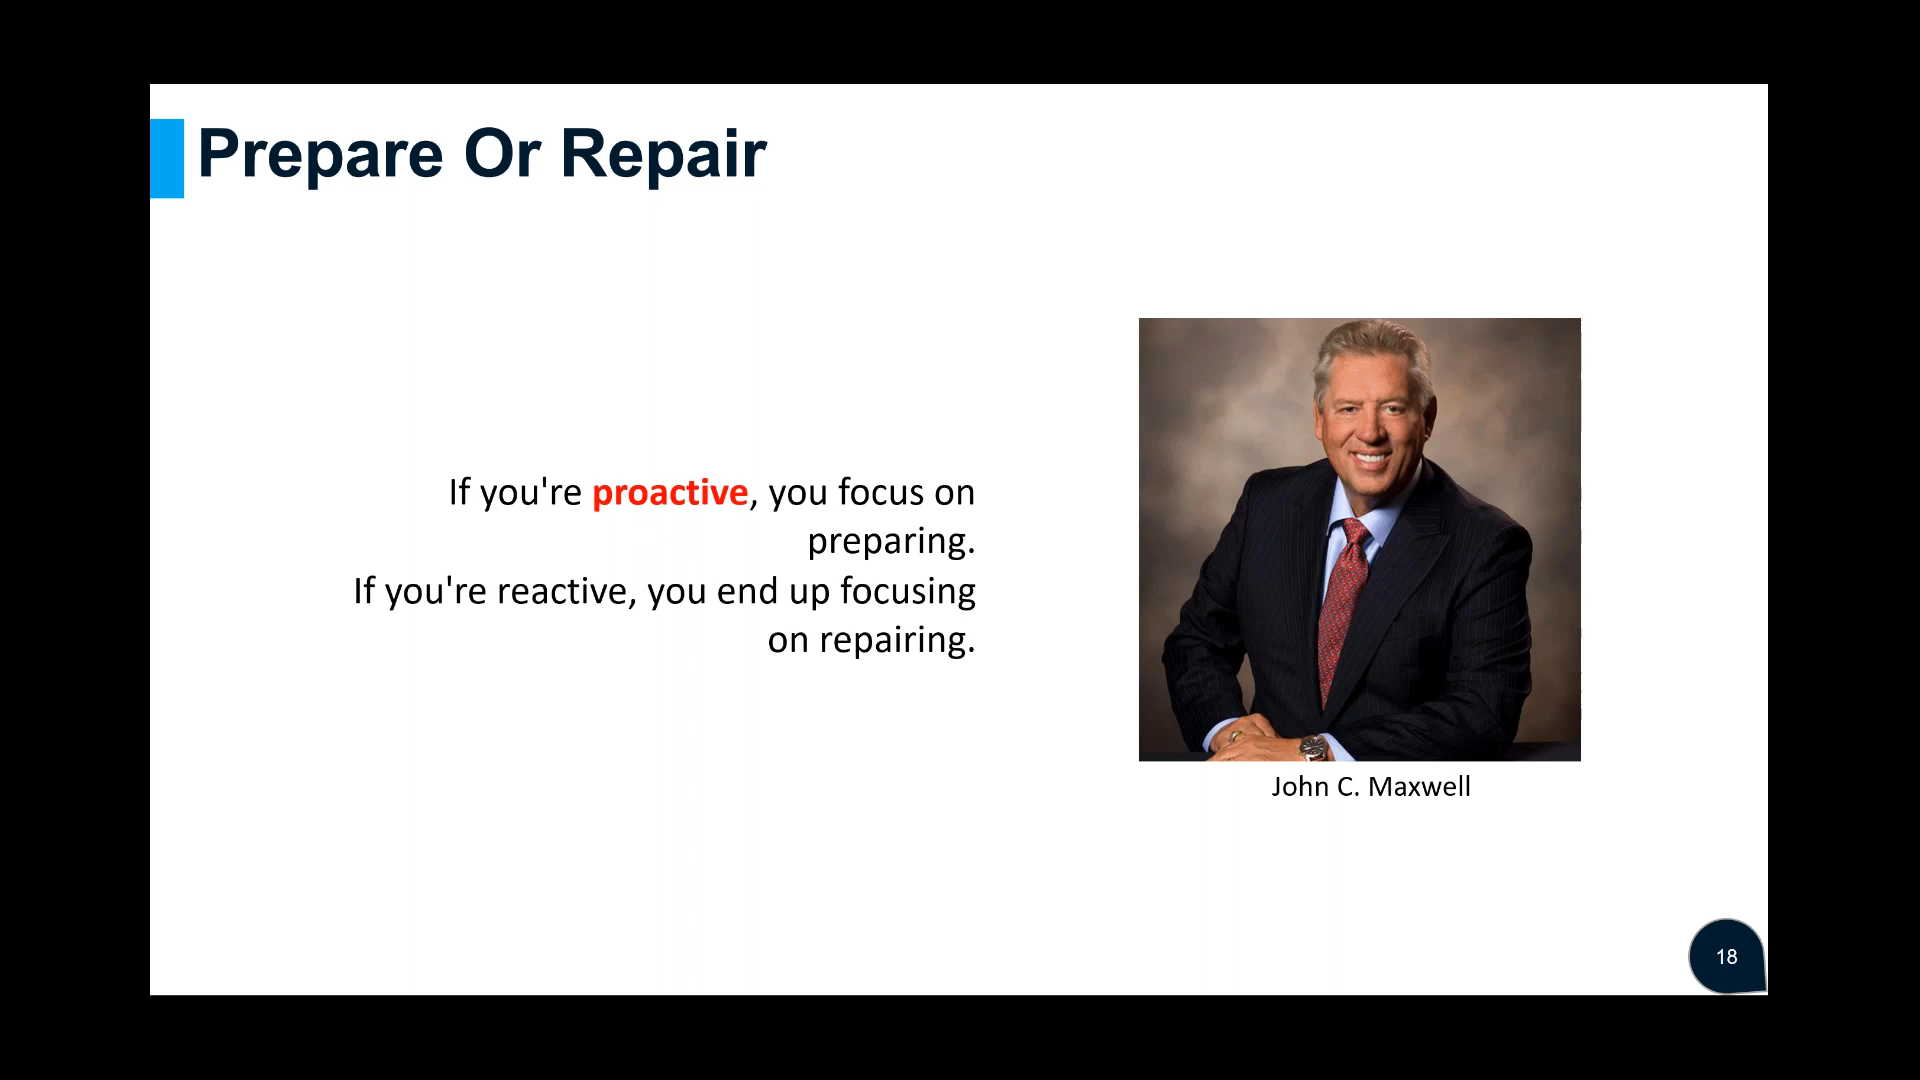 Prepare Or Repair
If you're proactive, you focus on
preparing.
If you're reactive, you end up focusing
on repairing.
John C. Maxwell
18